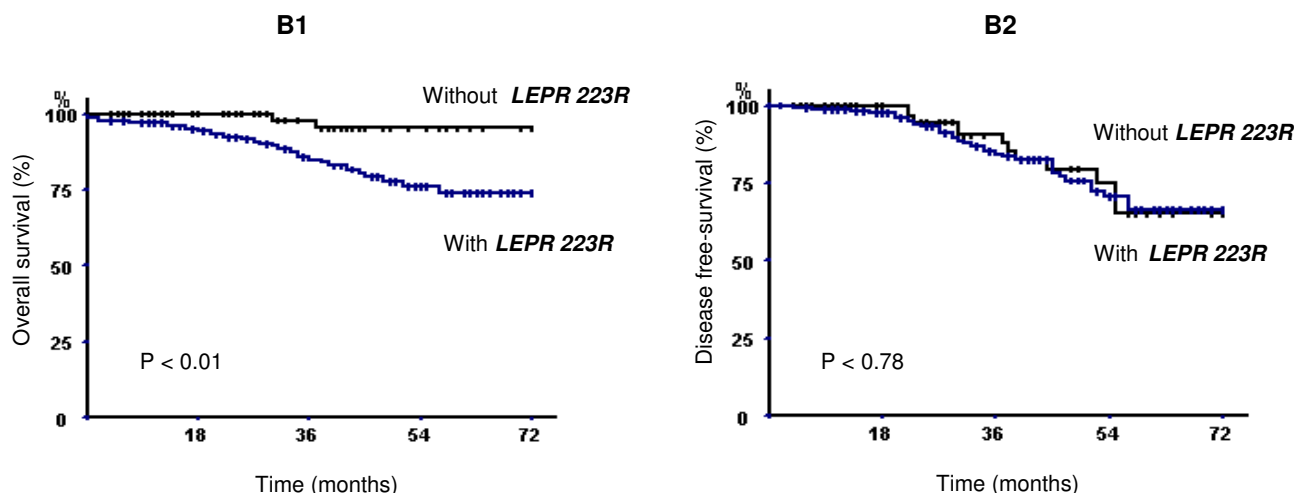 B1
%
100
75
50
25
0
18 36 54 72
Overall survival (%)
Time (months)
Without LEPR 223R
With LEPR 223R
P < 0.01
B2
%
100
75
50
25
0
18 36 54 72
Disease free-survival (%)
Time (months)
Without LEPR 223R
With LEPR 223R
P < 0.78